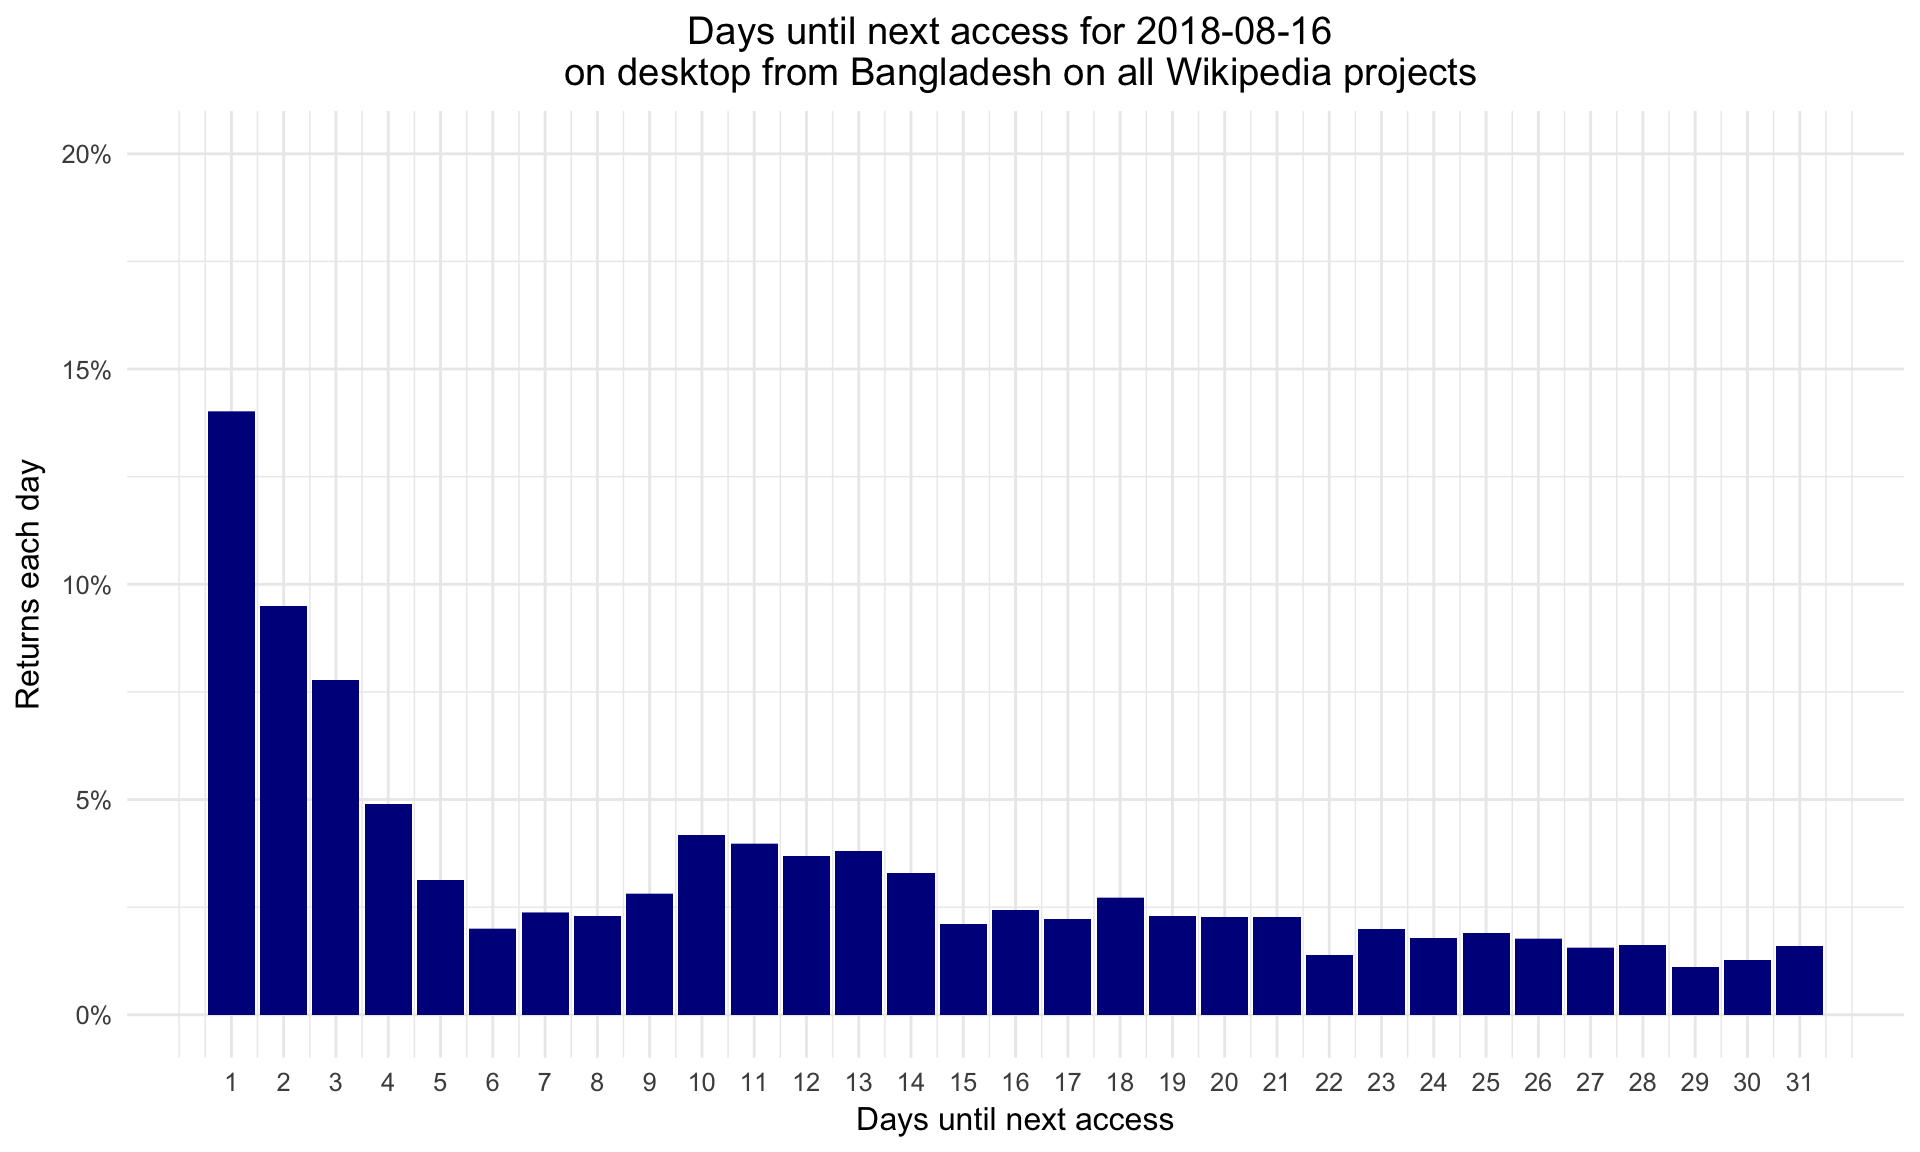 Days until next access for 2018-08-16
on desktop from Bangladesh on all Wikipedia projects
20%
15%
10%
5%
0%
Returns each day
1 2 3 4 5 6 7 8 9 10 11 12 13 14 15 16 17 18 19 20 21 22 23 24 25 26 27 28 29 30 31
Days until next access